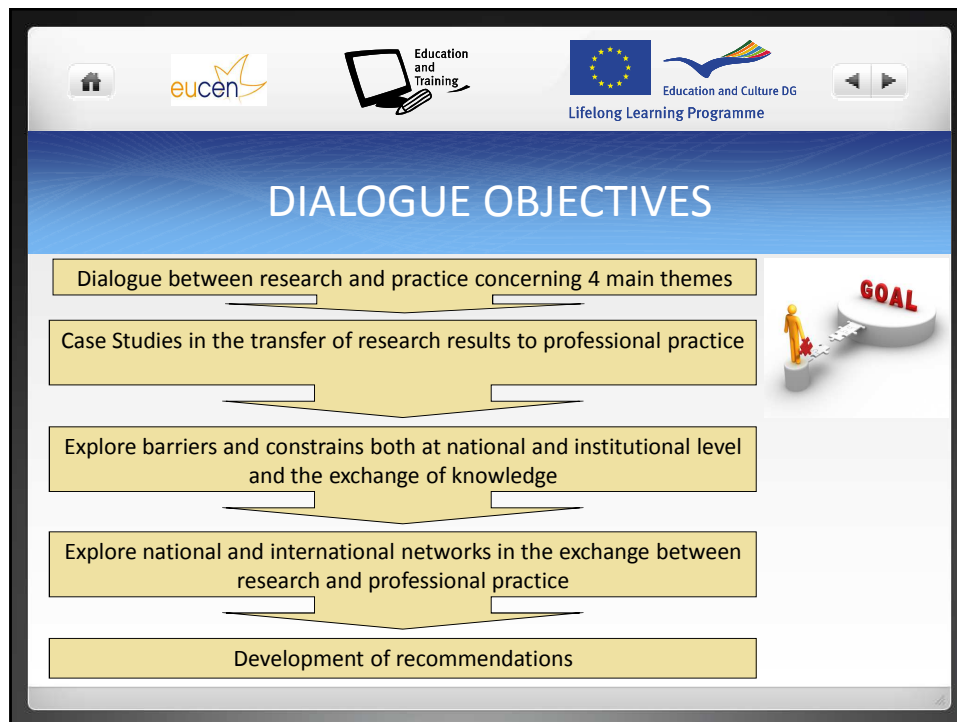 eucen
Education
and
Training
Education and Culture DG
Lifelong Learning Programme
DIALOGUE OBJECTIVES
Dialogue between research and practice concerning 4 main themes
GOAL
Case Studies in the transfer of research results to professional practice
Explore barriers and constrains both at national and institutional level
and the exchange of knowledge
Explore national and international networks in the exchange between
research and professional practice
Development of recommendations